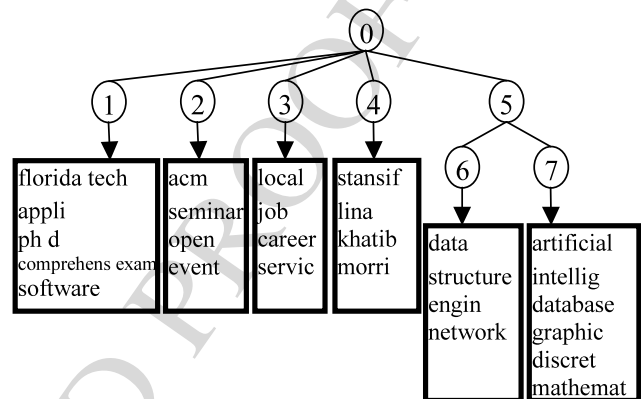 0
1
2
3
4
5
6
7
florida tech
appli
ph d
comprehens exam
software
acm
seminar
open
event
local
job
career
servic
stansif
lina
khatib
morri
data
structure
engin
network
artificial
intellig
database
graphic
discret
mathemat
D PROOF